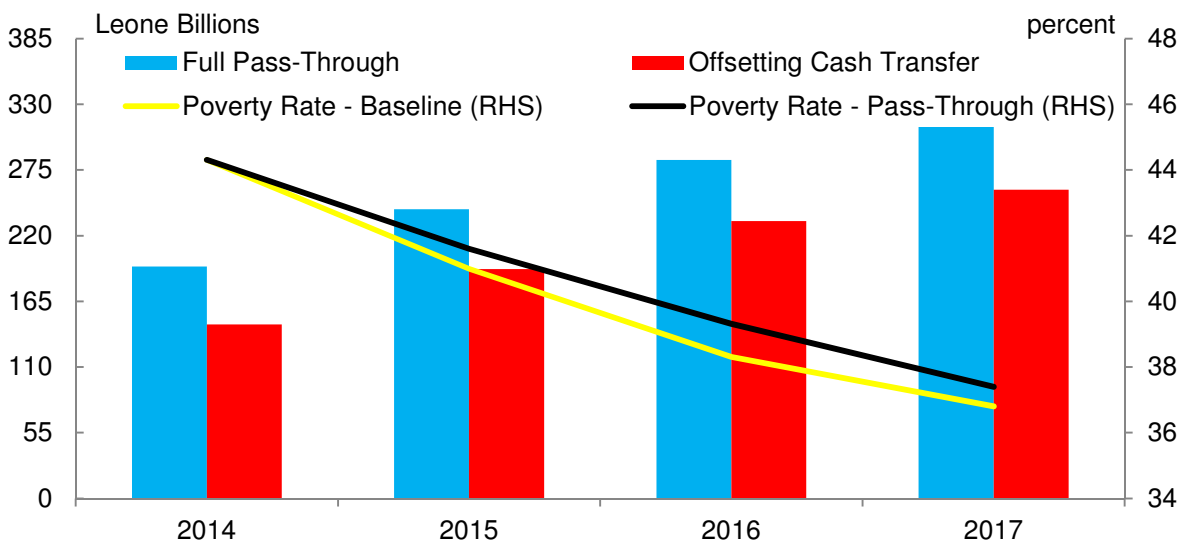 Leone Billions percent
385 48
Full Pass-Through Offsetting Cash Transfer
330 46
Poverty Rate - Baseline (RHS) Poverty Rate - Pass-Through (RHS)
275 44
220 42
165 40
110 38
55 36
0 34
2014 2015 2016 2017